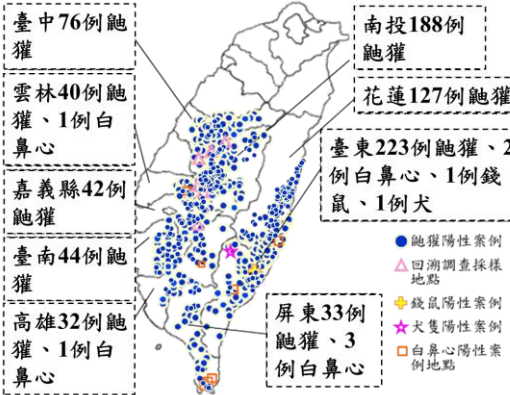 臺中76例鼬
獾
南投188例
鼬獾
雲林40例鼬
獾、1例白
鼻心
花蓮127例鼬獾
臺東223例鼬獾、2
例白鼻心、1例錢
鼠、1例犬
嘉義縣42例
鼬獾
臺南44例鼬
獾
高雄32例鼬
獾、1例白
鼻心
屏東33例
鼬獾、3
例白鼻心
鼬獾陽性案例
回溯調查採樣
地點
錢鼠陽性案例
犬隻陽性案例
白鼻心陽性案
例地點